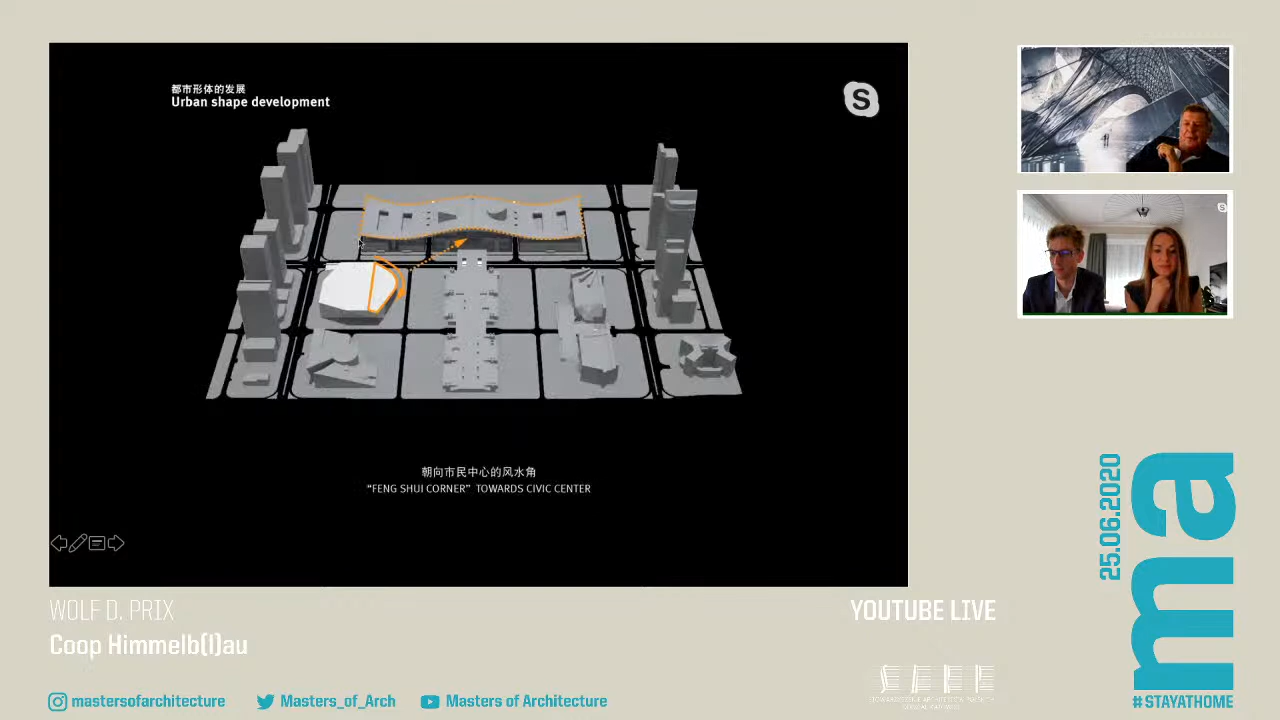 都市形体的发展
Urban shape development
S
朝向市民中心的风水角
“FENG SHUI CORNER” TOWARDS CIVIC CENTER
S
WOLF D. PRIX
Coop Himmelb(l)au
YOUTUBE LIVE
mastersofarchitecture
Masters_of_Arch
Masters of Architecture
25.06.2020
ma
#STAYATHOME